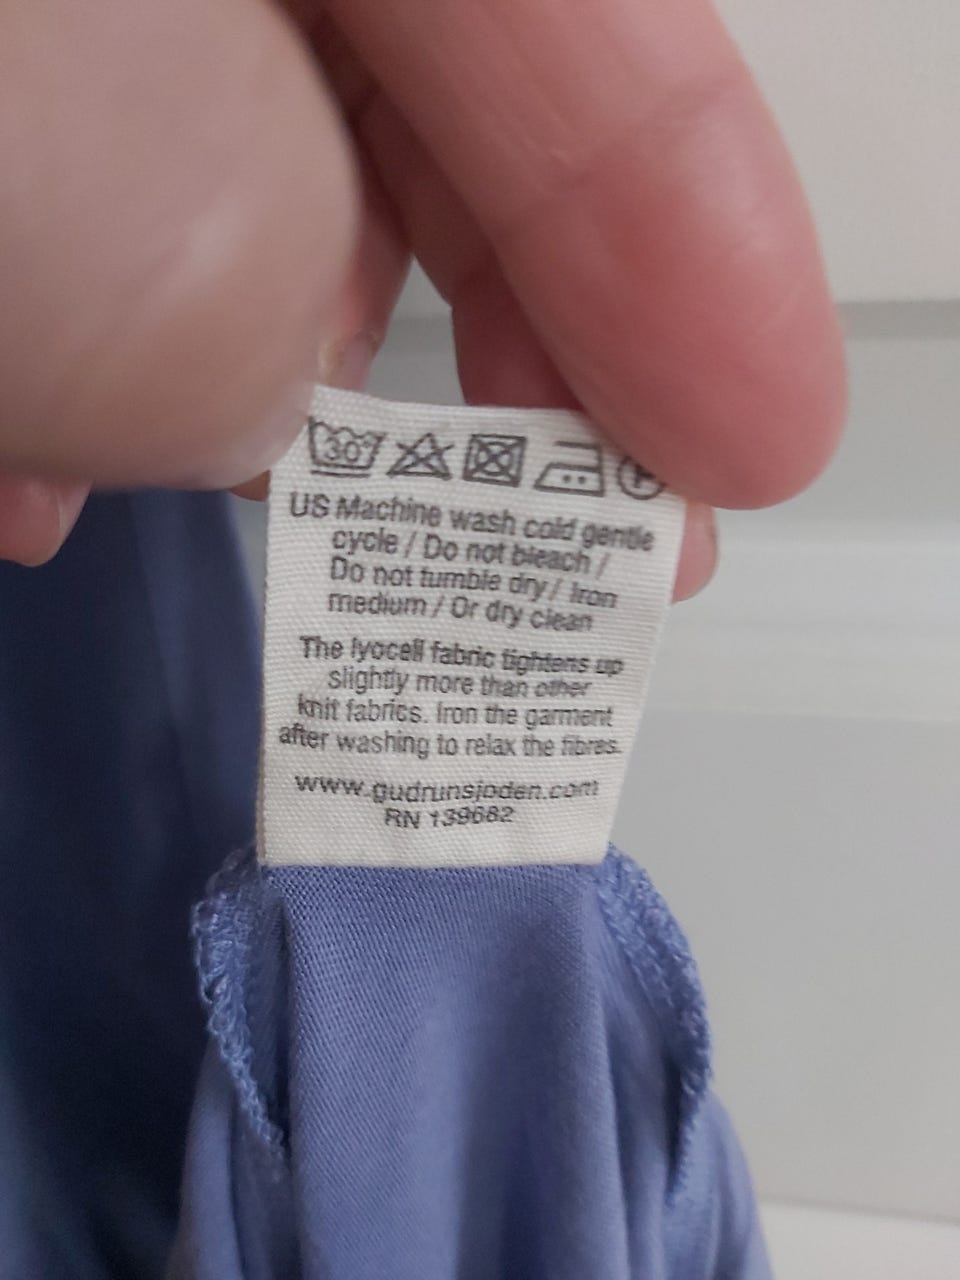 30°
P
US Machine wash cold gentle
cycle / Do not bleach /
Do not tumble dry / Iron
medium / Or dry clean
The lyocell fabric tightens up
slightly more than other
knit fabrics. Iron the garment
after washing to relax the fibres.
www.gudrunsjoden.com
RN 139682